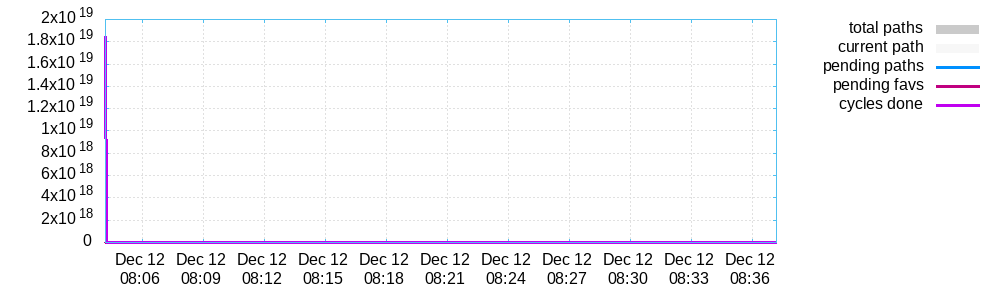 2x10 19
1.8x10 19
1.6x10 19
1.4x10 19
1.2x10 19
1x10 19
8x10 18
6x10 18
4x10 18
2x10 18
0
Dec 12 Dec 12 Dec 12 Dec 12 Dec 12 Dec 12 Dec 12 Dec 12 Dec 12 Dec 12 Dec 12
08:06 08:09 08:12 08:15 08:18 08:21 08:24 08:27 08:30 08:33 08:36
total paths
current path
pending paths
pending favs
cycles done